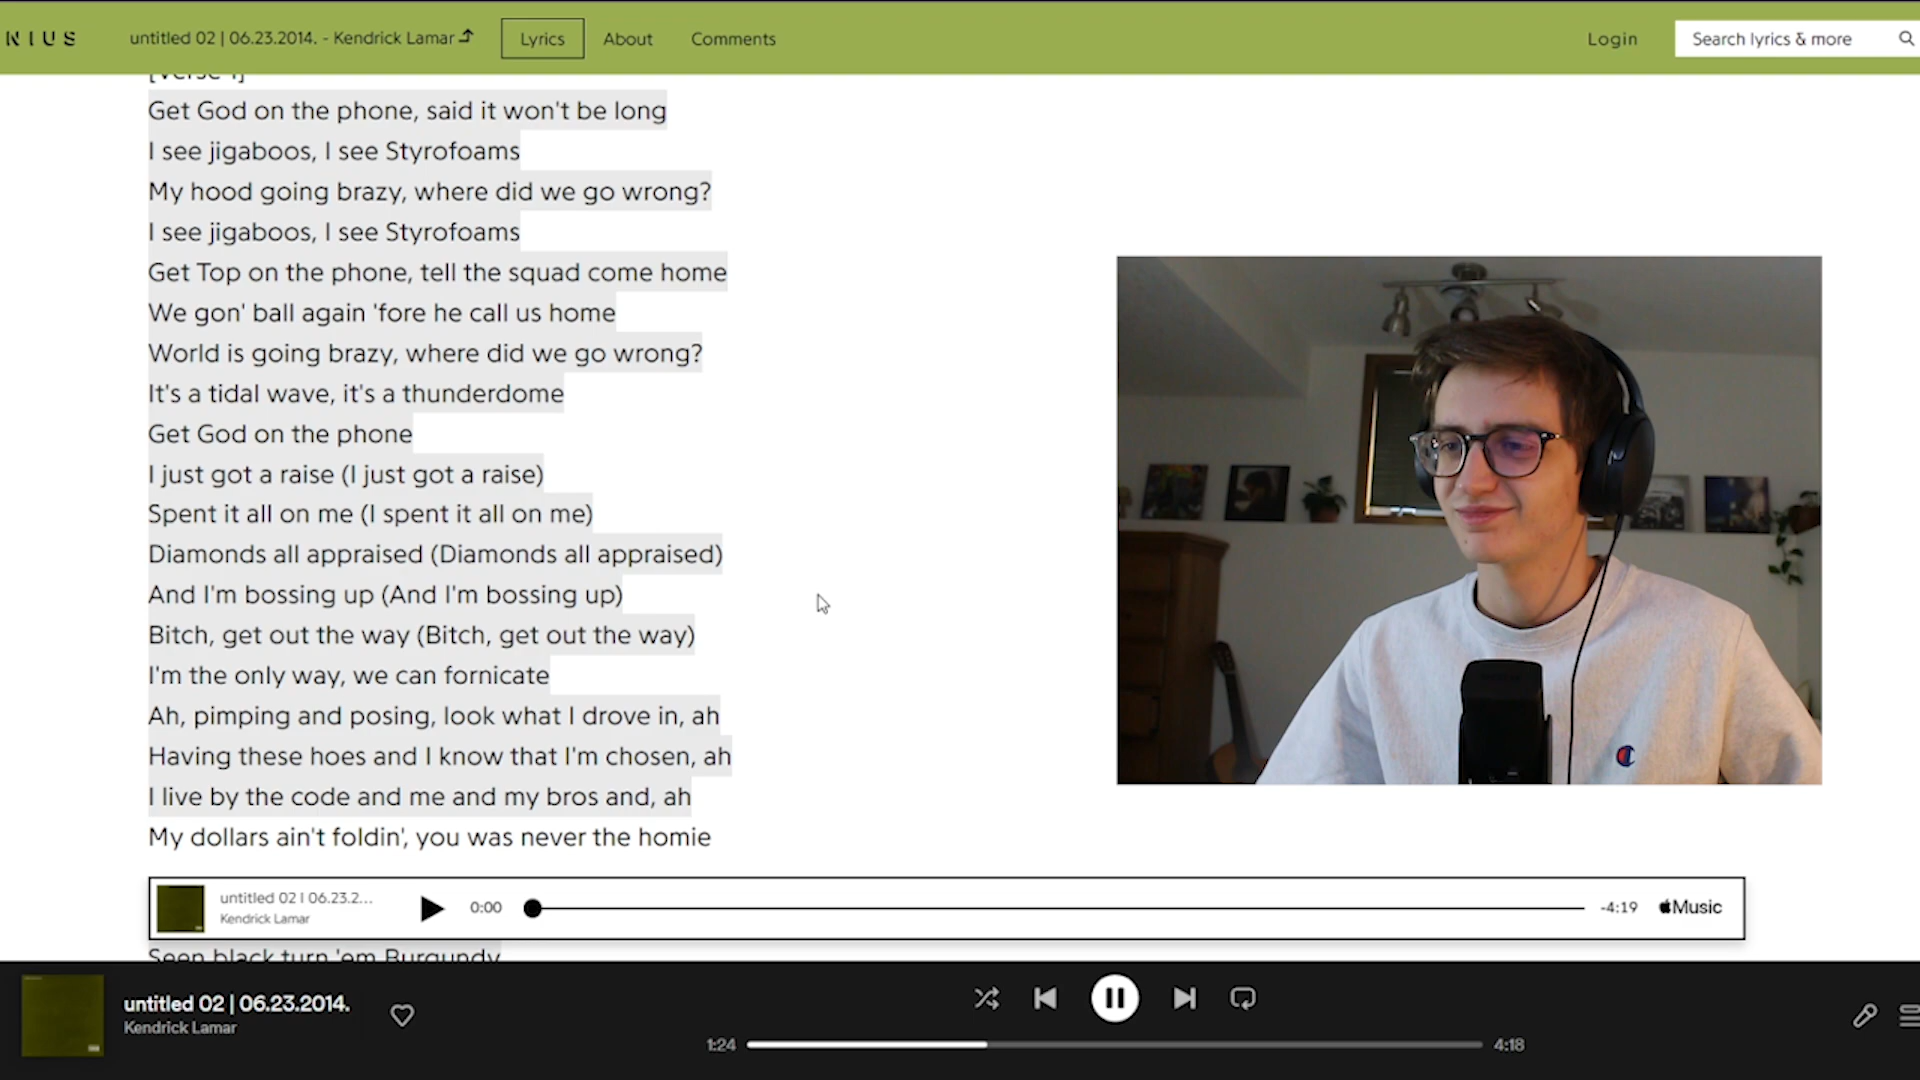 NIUS
untitled 02 | 06.23.2014. - Kendrick Lamar
Lyrics
About
Comments
Login
Search lyrics & more
[Verse 1]
Get God on the phone, said it won't be long
I see jigaboos, I see Styrofoams
My hood going brazy, where did we go wrong?
I see jigaboos, I see Styrofoams
Get Top on the phone, tell the squad come home
We gon' ball again 'fore he call us home
World is going brazy, where did we go wrong?
It's a tidal wave, it's a thunderdome
Get God on the phone
I just got a raise (I just got a raise)
Spent it all on me (I spent it all on me)
Diamonds all appraised (Diamonds all appraised)
And I'm bossing up (And I'm bossing up)
Bitch, get out the way (Bitch, get out the way)
I'm the only way, we can fornicate
Ah, pimping and posing, look what I drove in, ah
Having these hoes and I know that I'm chosen, ah
I live by the code and me and my bros and, ah
My dollars ain't foldin', you was never the homie
untitled 02 | 06.23.2...
Kendrick Lamar
0:00
-4:19
Music
Seen black turn 'em Burgundy
untitled 02 | 06.23.2014.
Kendrick Lamar
1:24
4:18